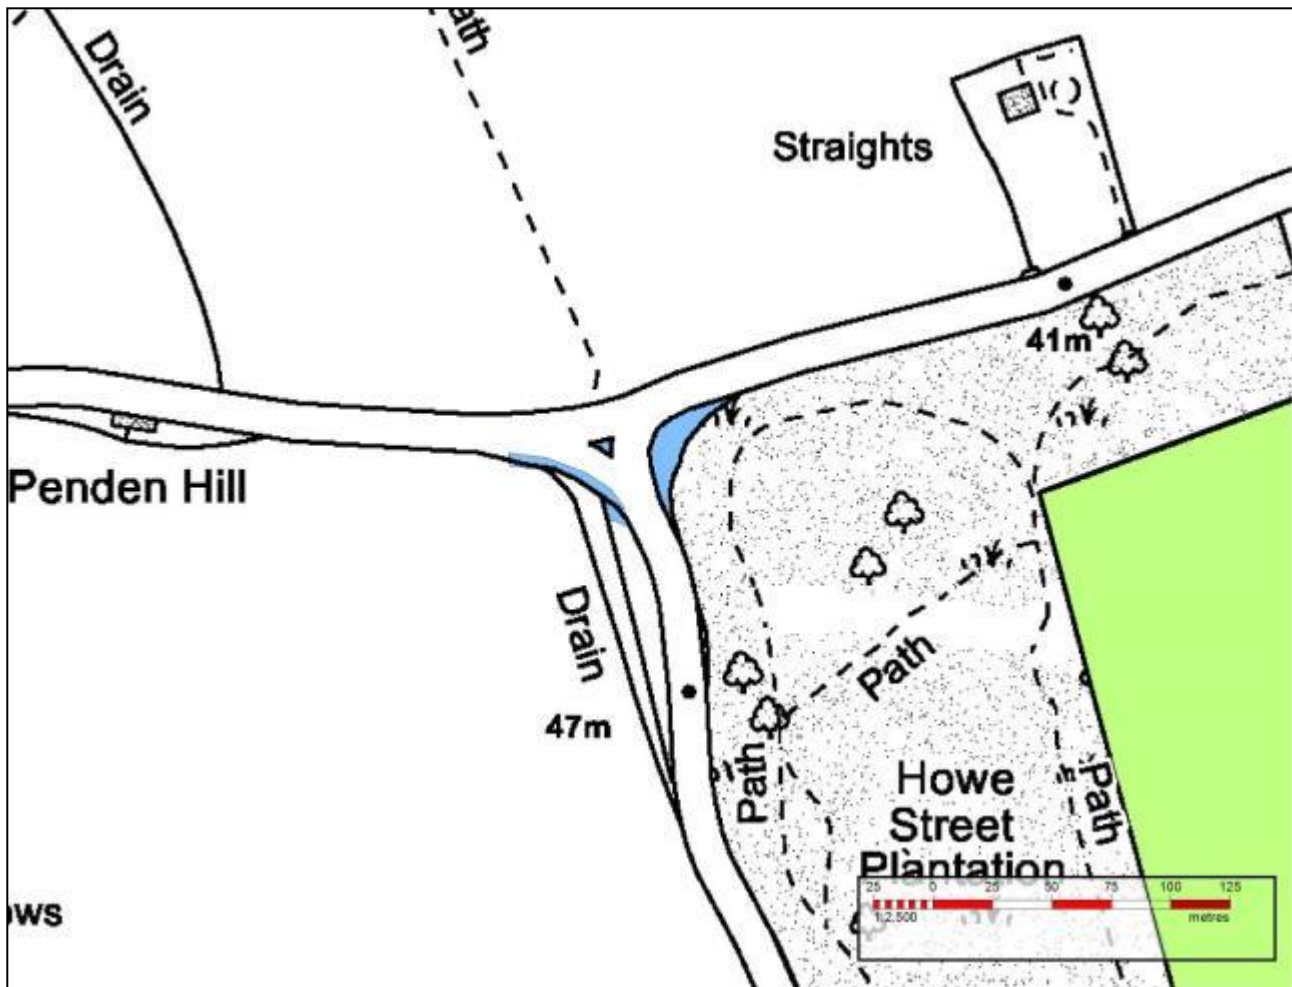 Drain
ath
Straights
41m
Penden Hill
Drain
47m
Path
Path
Path
Howe
Street
Plantation
25 0 25 50 75 100 125
1:2,500 metres
ows